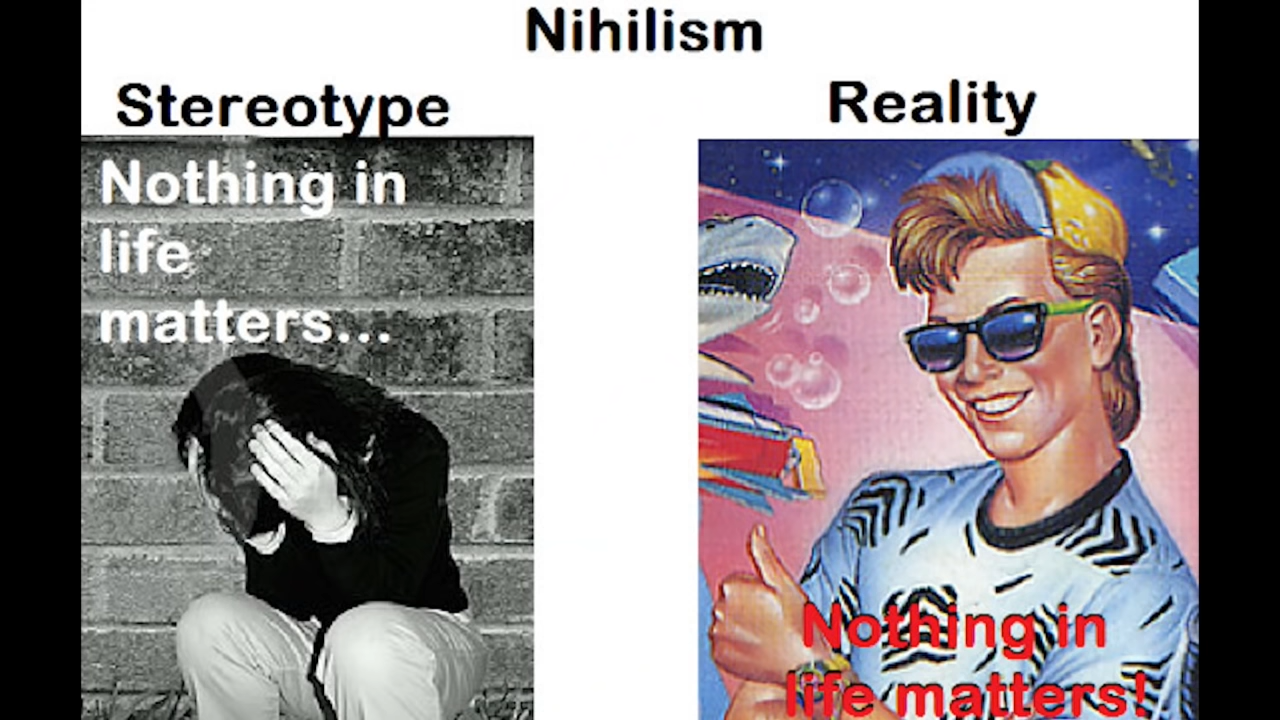 Nihilism
Stereotype
Nothing in
life
matters...
Reality
Nothing in
life matters!